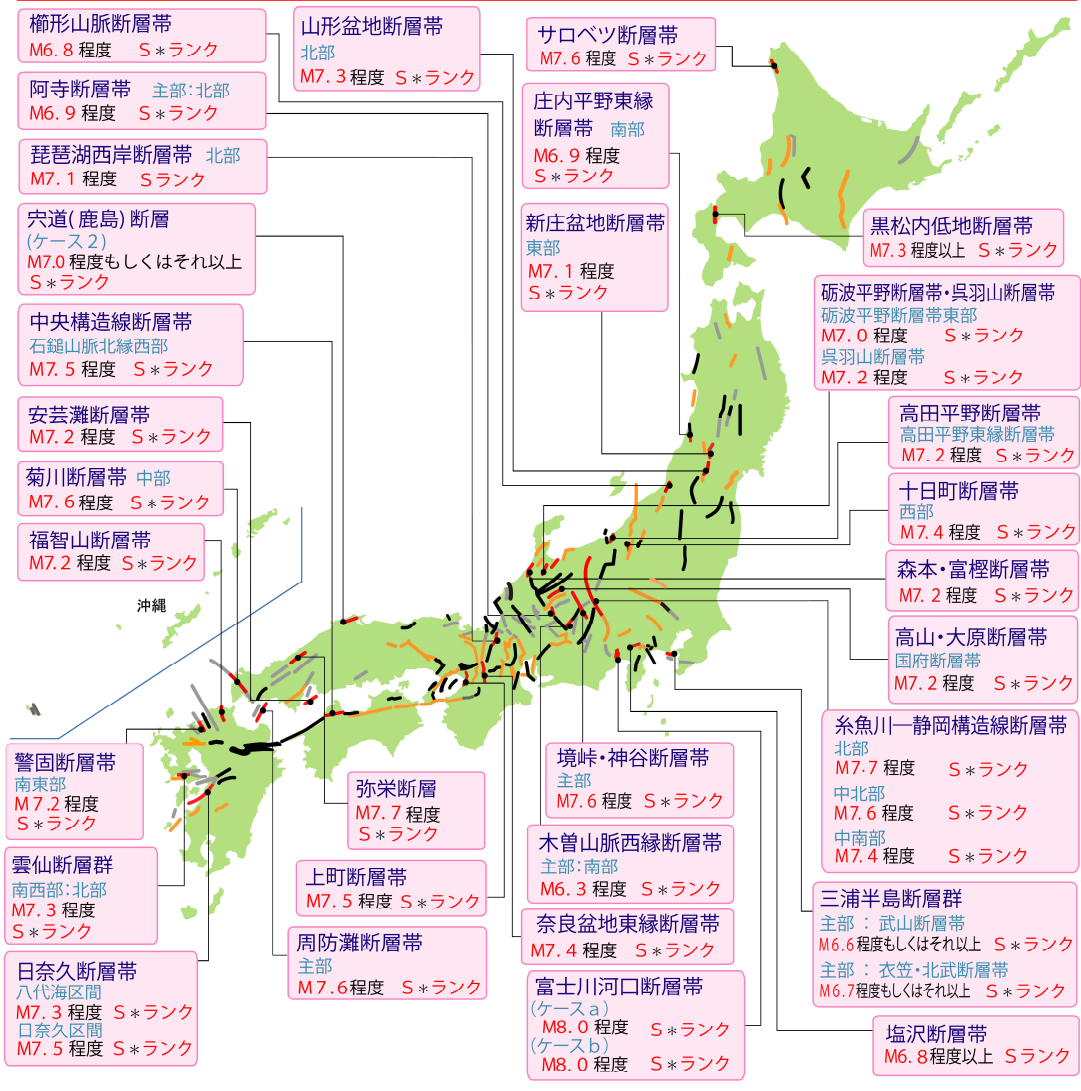 櫛形山脈断層帯
M6.8 程度 S＊ランク
阿寺断層帯 主部:北部
M6.9 程度 S＊ランク
琵琶湖西岸断層帯 北部
M7.1 程度 Sランク
宍道(鹿島)断層
(ケース2)
M7.0 程度もしくはそれ以上
S＊ランク
中央構造線断層帯
石鎚山脈北縁西部
M7.5 程度 S＊ランク
安芸灘断層帯
M7.2 程度 S＊ランク
菊川断層帯 中部
M7.6 程度 S＊ランク
福智山断層帯
M7.2 程度 S＊ランク
沖縄
警固断層帯
南東部
M7.2 程度
S＊ランク
雲仙断層群
南西部:北部
M7.3 程度
S＊ランク
日奈久断層帯
八代海区間
M7.3 程度 S＊ランク
日奈久区間
M7.5 程度 S＊ランク
山形盆地断層帯
北部
M7.3 程度 S＊ランク
サロベツ断層帯
M7.6 程度 S＊ランク
庄内平野東縁
断層帯 南部
M6.9 程度
S＊ランク
新庄盆地断層帯
東部
M7.1 程度
S＊ランク
黒松内低地断層帯
M7.3 程度以上 S＊ランク
砺波平野断層帯・呉羽山断層帯
砺波平野断層帯東部
M7.0 程度 S＊ランク
呉羽山断層帯
M7.2 程度 S＊ランク
高田平野断層帯
高田平野東縁断層帯
M7.2 程度 S＊ランク
十日町断層帯
西部
M7.4 程度 S＊ランク
森本・富樫断層帯
M7.2 程度 S＊ランク
高山・大原断層帯
国府断層帯
M7.2 程度 S＊ランク
糸魚川―静岡構造線断層帯
北部
M7.7 程度 S＊ランク
中北部
M7.6 程度 S＊ランク
中南部
M7.4 程度 S＊ランク
三浦半島断層群
主部 : 武山断層帯
M6.6程度もしくはそれ以上 S＊ランク
主部 : 衣笠・北武断層帯
M6.7程度もしくはそれ以上 S＊ランク
塩沢断層帯
M6.8程度以上 Sランク
弥栄断層
M7.7 程度
S＊ランク
上町断層帯
M7.5 程度 S＊ランク
周防灘断層帯
主部
M7.6程度 S＊ランク
境峠・神谷断層帯
主部
M7.6 程度 S＊ランク
木曽山脈西縁断層帯
主部:南部
M6.3 程度 S＊ランク
奈良盆地東縁断層帯
M7.4 程度 S＊ランク
富士川河口断層帯
(ケースa)
M8.0 程度 S＊ランク
(ケースb)
M8.0 程度 S＊ランク